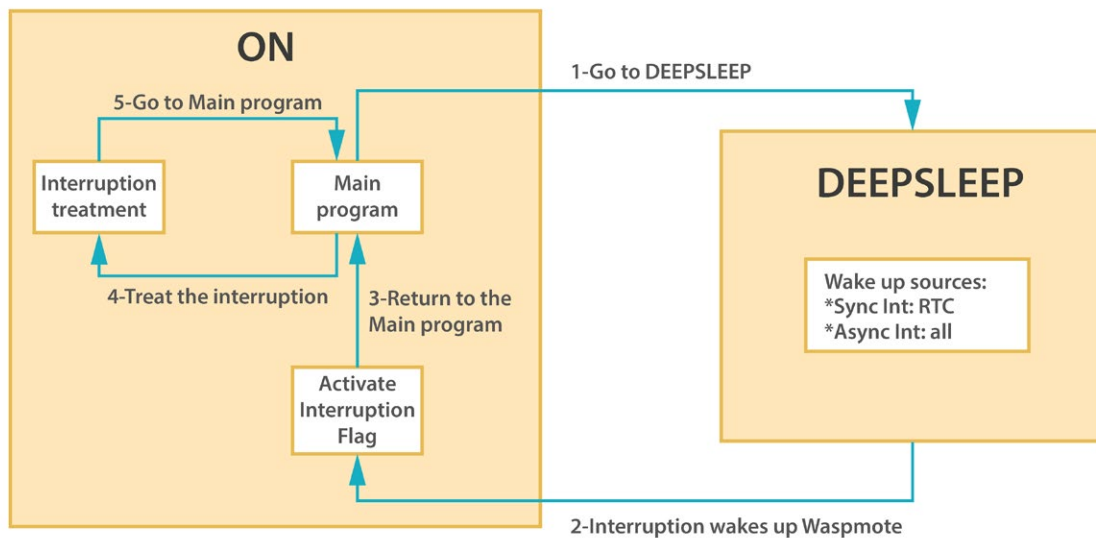 ON
1-Go to DEEPSLEEP
5-Go to Main program
Interruption
treatment
Main
program
DEEPSLEEP
Wake up sources:
*Sync Int: RTC
*Async Int: all
4-Treat the interruption
3-Return to the
Main program
Activate
Interruption
Flag
2-Interruption wakes up Waspmote